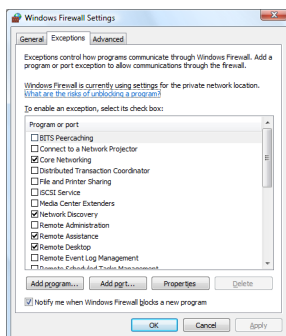 Windows Firewall Settings
General Exceptions Advanced
Exceptions control how programs communicate through Windows Firewall. Add a
program or port exception to allow communications through the firewall.
Windows Firewall is currently using settings for the private network location.
What are the risks of unblocking a program?
To enable an exception, select its check box:
Program or port
BITS Peercaching
Connect to a Network Projector
Core Networking
Distributed Transaction Coordinator
File and Printer Sharing
iSCSI Service
Media Center Extenders
Network Discovery
Remote Administration
Remote Assistance
Remote Desktop
Remote Event Log Management
Remote Scheduled Tasks Management
Add program... Add port... Properties Delete
Notify me when Windows Firewall blocks a new program
OK Cancel Apply